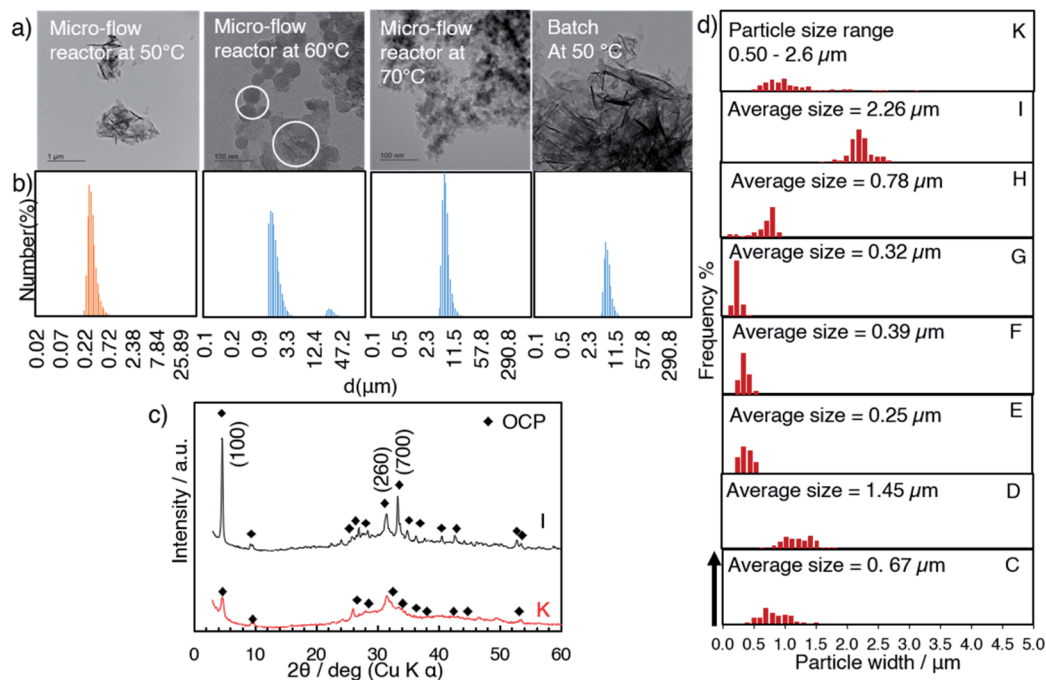 a)
Micro-flow
reactor at 50°C
1 µm
Micro-flow
reactor at 60°C
100 nm
Micro-flow
reactor at
70°C
100 nm
Batch
At 50 °C
b)
Number(%)
0.02 0.07 0.22 0.72 2.38 7.84 25.89
0.1 0.2 0.9 3.3 12.4 47.2
0.1 0.5 2.3 11.5 57.8 290.8
0.1 0.5 2.3 11.5 57.8 290.8
d(µm)
c)
Intensity / a.u.
◆ OCP
(100)
(260)
(700)
I
K
0 10 20 30 40 50 60
2θ / deg (Cu K α)
d)
Frequency %
Particle size range K
0.50 - 2.6 µm
Average size = 2.26 µm I
Average size = 0.78 µm H
Average size = 0.32 µm G
Average size = 0.39 µm F
Average size = 0.25 µm E
Average size = 1.45 µm D
Average size = 0. 67 µm C
0.0 0.5 1.0 1.5 2.0 2.5 3.0 3.5 4.0 4.5 5.0
Particle width / µm